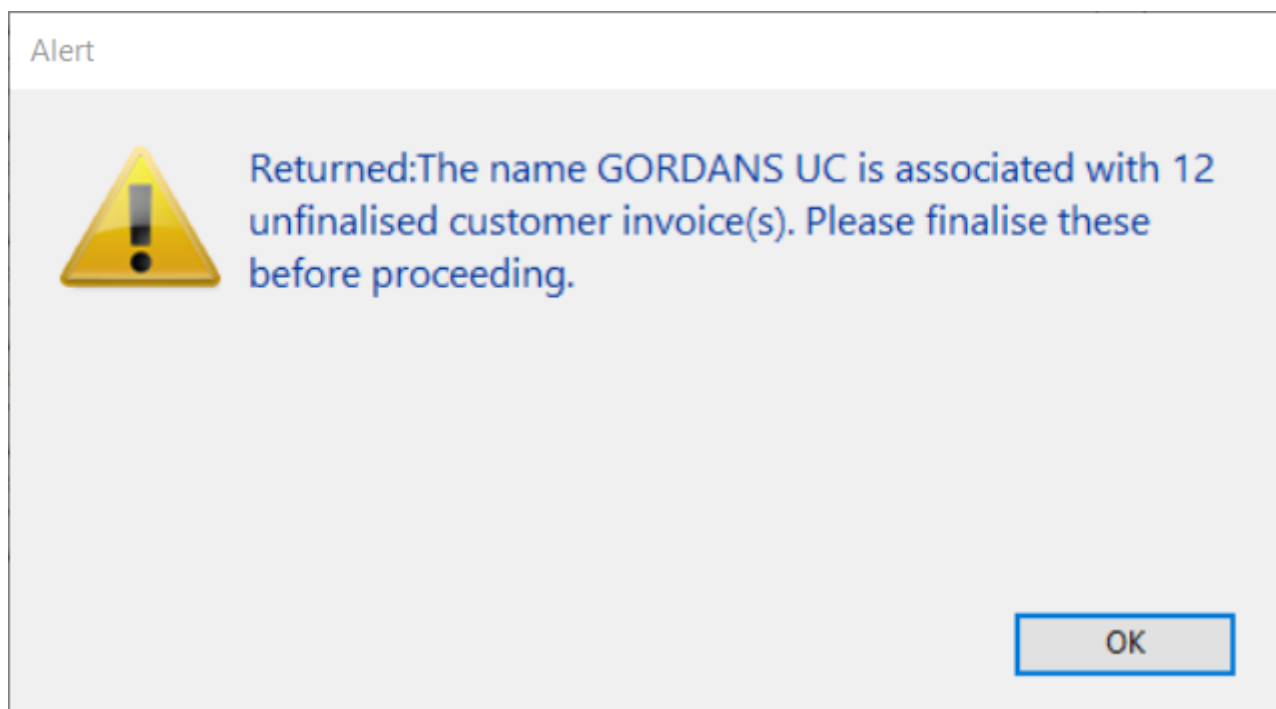 Alert
Returned:The name GORDANS UC is associated with 12
unfinalised customer invoice(s). Please finalise these
before proceeding.
OK